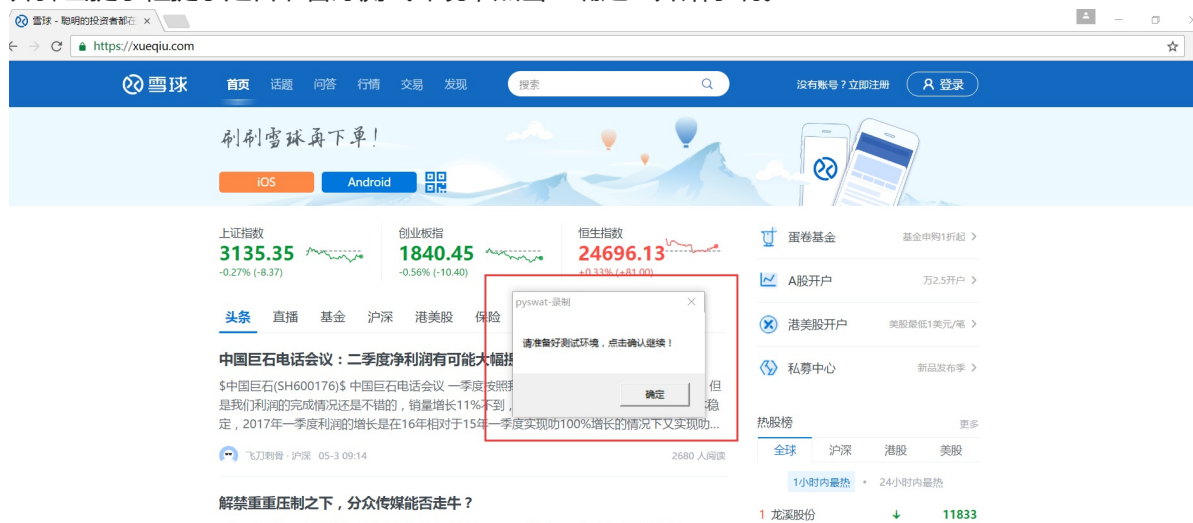 雪球 - 聪明的投资者都在
https://xueqiu.com
雪球 首页 话题 问答 行情 交易 发现 搜索 没有账号？立即注册 登录
刷刷雪球再下单！
iOS Android
上证指数 创业板指 恒生指数
3135.35 1840.45 24696.13
-0.27% (-8.37) -0.56% (-10.40) +0.33% (+81.00)
蛋卷基金 基金申购1折起
A股开户 万2.5开户
港美股开户 美股最低1美元/笔
私募中心 新品发布季
头条 直播 基金 沪深 港美股 保险
pyswat-录制
请准备好测试环境，点击确认继续！
确定
中国巨石电话会议：二季度净利润有可能大幅
$中国巨石(SH600176)$ 中国巨石电话会议 一季度按照 但
是我们利润的完成情况还是不错的，销量增长11%不到， 稳
定，2017年一季度利润的增长是在16年相对于15年一季度实现叻100%增长的情况下又实现叻...
飞刀刺骨 · 沪深 05-3 09:14 2680 人阅读
解禁重重压制之下，分众传媒能否走牛？
热股榜 更多
全球 沪深 港股 美股
1小时内最热 • 24小时内最热
1 龙溪股份 11833